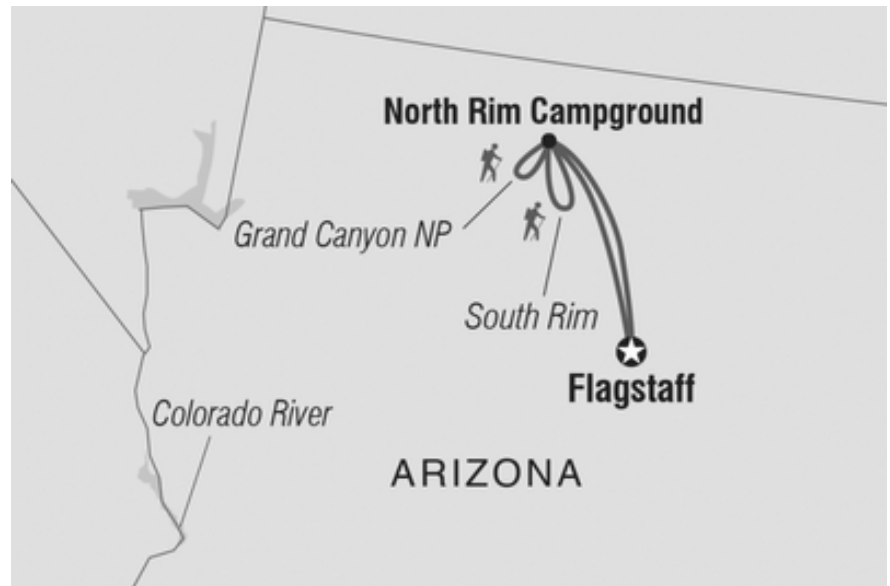 North Rim Campground
Grand Canyon NP
South Rim
Flagstaff
Colorado River
ARIZONA